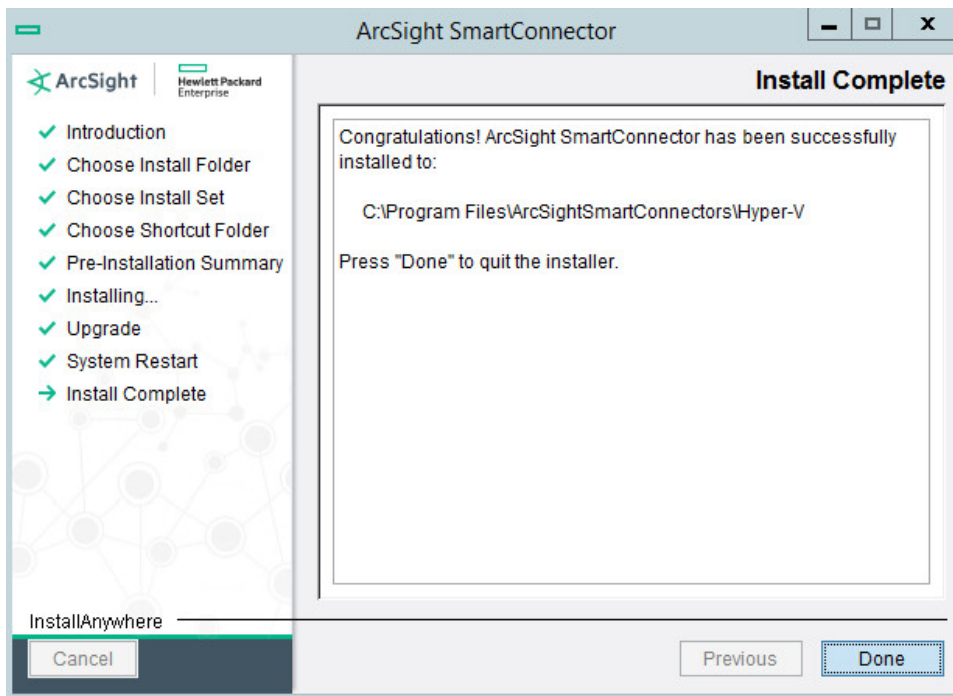 ArcSight SmartConnector
ArcSight
Hewlett Packard
Enterprise
Introduction
Choose Install Folder
Choose Install Set
Choose Shortcut Folder
Pre-Installation Summary
Installing...
Upgrade
System Restart
Install Complete
Install Complete
Congratulations! ArcSight SmartConnector has been successfully
installed to:
C:\Program Files\ArcSightSmartConnectors\Hyper-V
Press "Done" to quit the installer.
InstallAnywhere
Cancel
Previous
Done